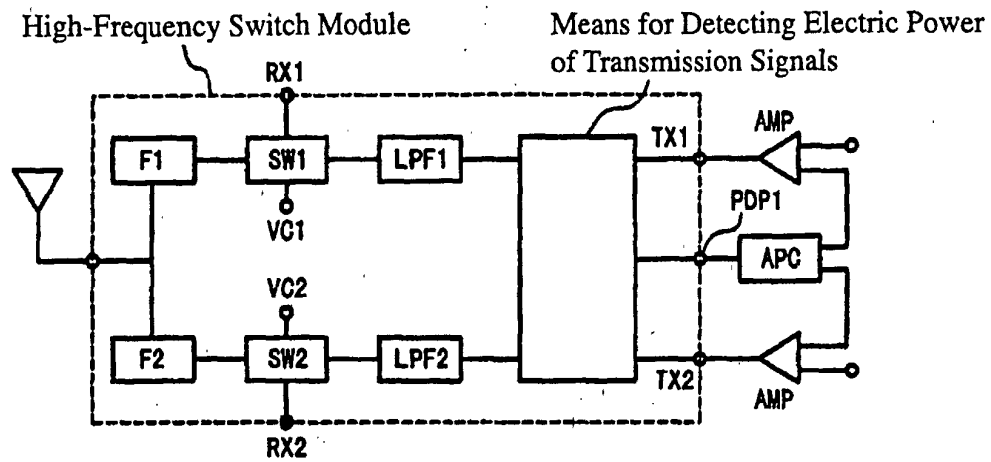 High-Frequency Switch Module
Means for Detecting Electric Power
of Transmission Signals
RX1
TX1
AMP
F1
SW1
LPF1
VC1
PDP1
APC
VC2
F2
SW2
LPF2
TX2
AMP
RX2